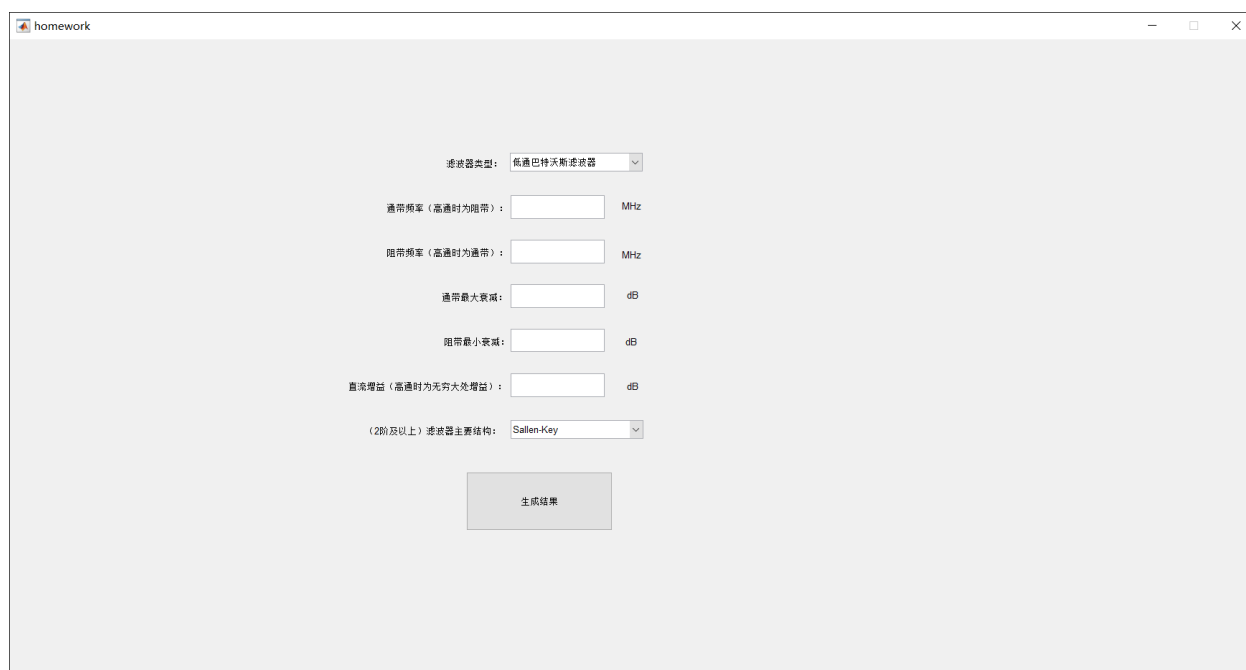 homework
滤波器类型： 低通巴特沃斯滤波器
通带频率（高通时为阻带）： MHz
阻带频率（高通时为通带）： MHz
通带最大衰减： dB
阻带最小衰减： dB
直流增益（高通时为无穷大处增益）： dB
（2阶及以上）滤波器主要结构： Sallen-Key
生成结果